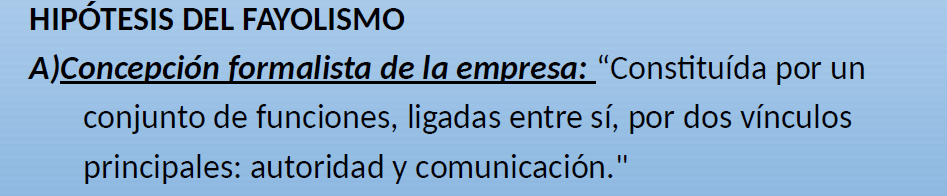 HIPÓTESIS DEL FAYOLISMO
A)Concepción formalista de la empresa: “Constituída por un
conjunto de funciones, ligadas entre sí, por dos vínculos
principales: autoridad y comunicación."